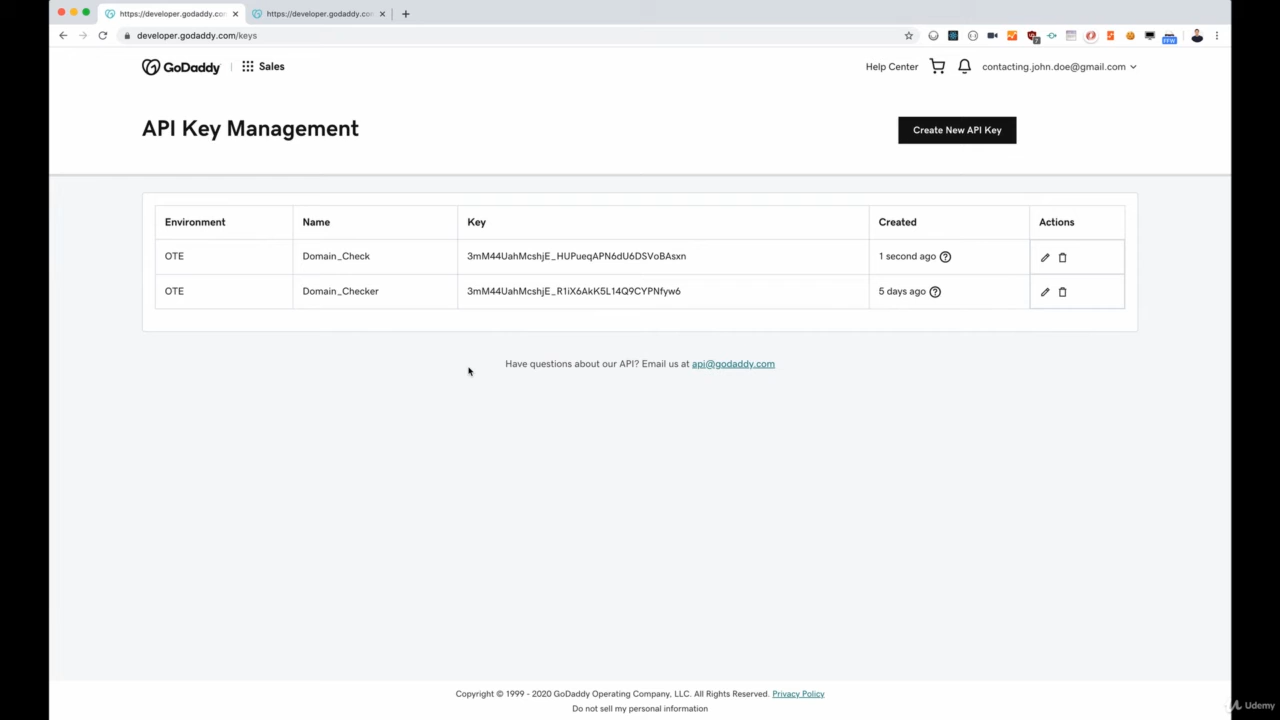 https://developer.godaddy.co
https://developer.godaddy.co
developer.godaddy.com/keys
GoDaddy
Sales
Help Center
contacting.john.doe@gmail.com
API Key Management
Create New API Key
Environment Name Key Created Actions
OTE Domain_Check 3mM44UahMcshjE_HUPueqAPN6dU6DSVoBAsxn 1 second ago
OTE Domain_Checker 3mM44UahMcshjE_R1iX6AkK5L14Q9CYPNfyw6 5 days ago
Have questions about our API? Email us at api@godaddy.com
Copyright © 1999 - 2020 GoDaddy Operating Company, LLC. All Rights Reserved. Privacy Policy
Do not sell my personal information
Udemy